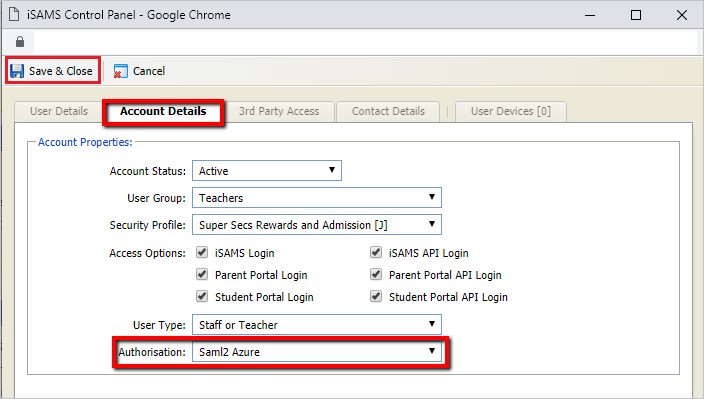 iSAMS Control Panel - Google Chrome
Save & Close Cancel
User Details Account Details 3rd Party Access Contact Details User Devices [0]
Account Properties:
Account Status: Active
User Group: Teachers
Security Profile: Super Secs Rewards and Admission [J]
Access Options: iSAMS Login iSAMS API Login
Parent Portal Login Parent Portal API Login
Student Portal Login Student Portal API Login
User Type: Staff or Teacher
Authorisation: Saml2 Azure